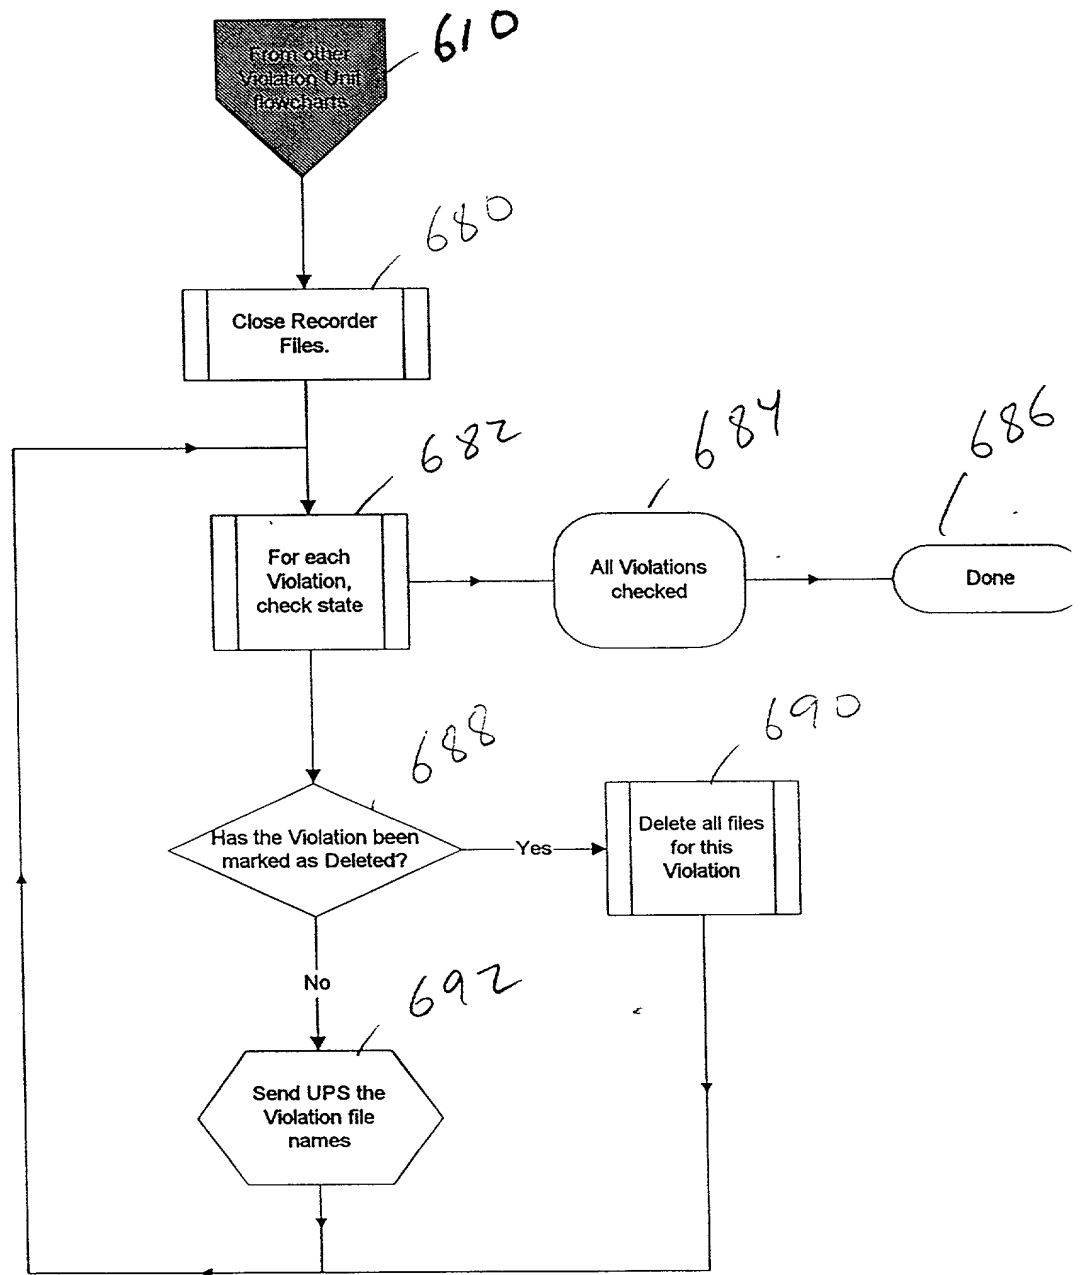 610
From other
Violation Unit
flowcharts
680
Close Recorder
Files.
682
684
686
For each
Violation,
check state
All Violations
checked
Done
688
690
Has the Violation been
marked as Deleted?
Yes
Delete all files
for this
Violation
No
692
Send UPS the
Violation file
names